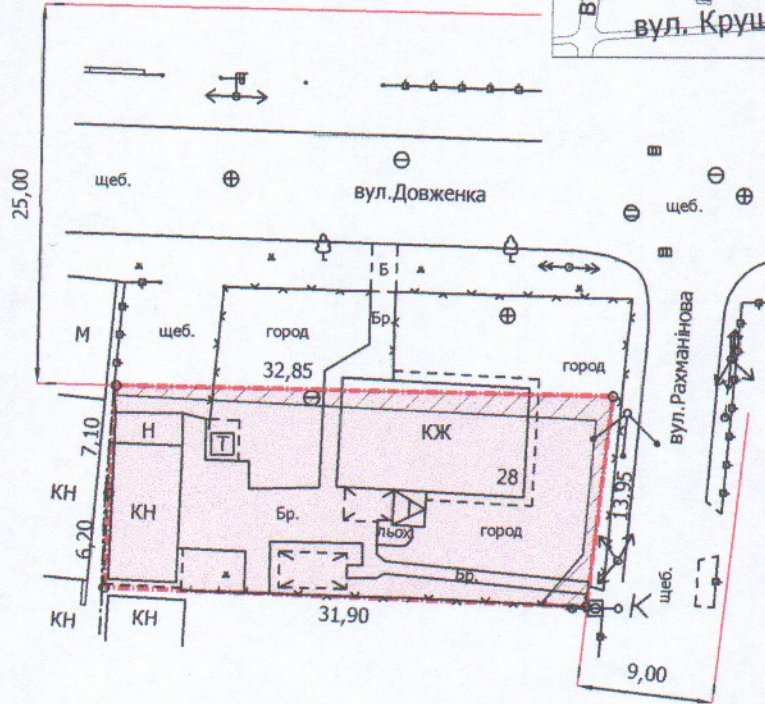 В
вул. Круш
25,00
щеб.
вул.Довженка
щеб.
Б
М
щеб.
город
Бр.
32,85
город
вул.Рахманінова
Н
Т
КЖ
7,10
28
КН
КН
Бр.
льох
город
13,95
6,20
Бр.
щеб.
КН
КН
31,90
К
9,00